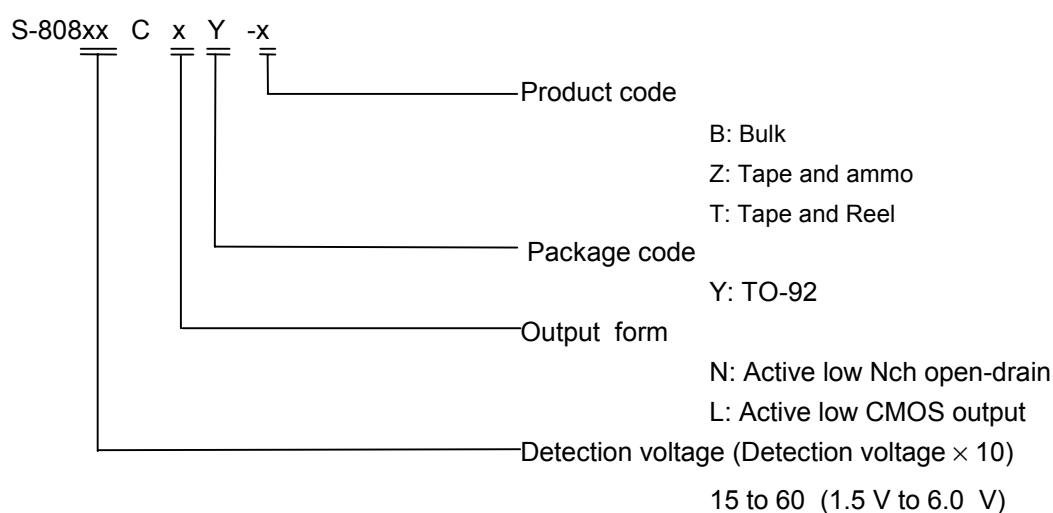 S-808xx C x Y -x
Product code
B: Bulk
Z: Tape and ammo
T: Tape and Reel
Package code
Y: TO-92
Output form
N: Active low Nch open-drain
L: Active low CMOS output
Detection voltage (Detection voltage × 10)
15 to 60 (1.5 V to 6.0 V)